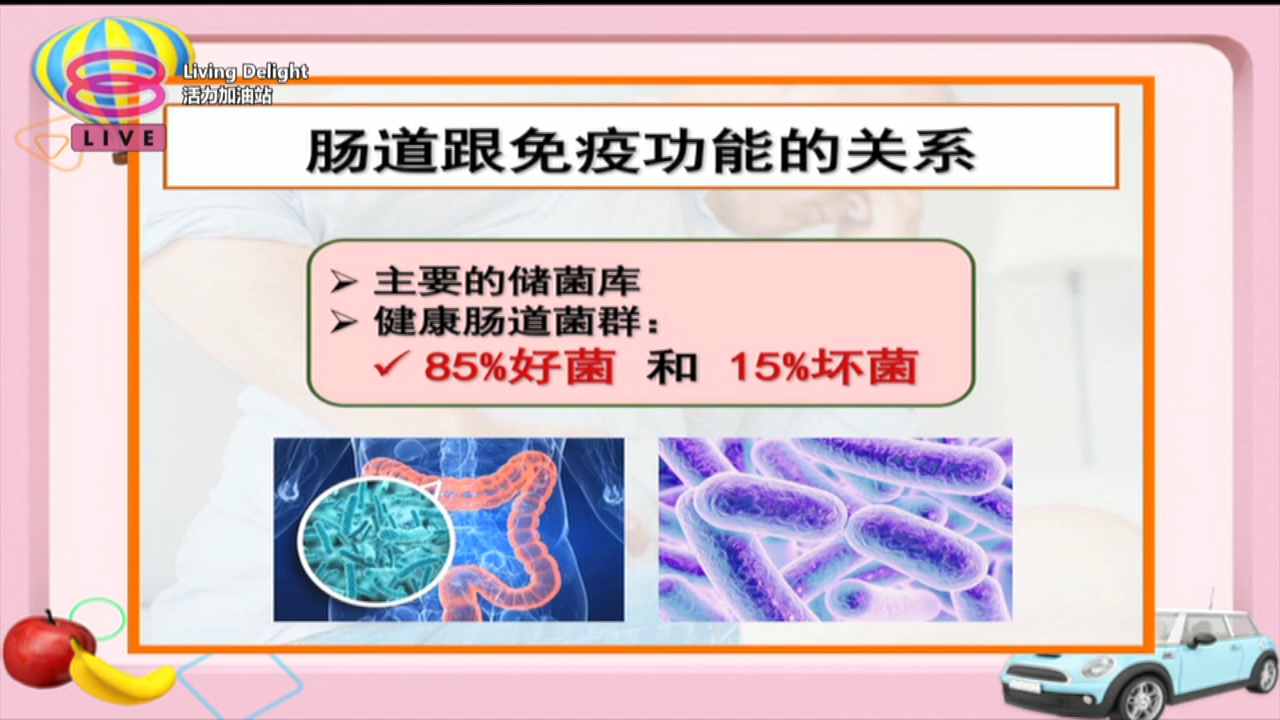 Living Delight
活力加油站
LIVE
肠道跟免疫功能的关系
➢ 主要的储菌库
➢ 健康肠道菌群：
✓ 85%好菌 和 15%坏菌